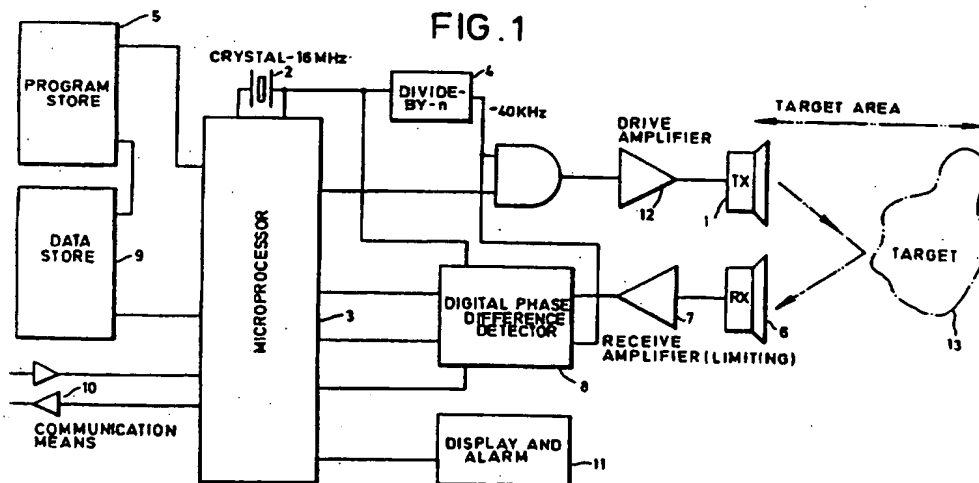 FIG.1
5
PROGRAM
STORE
CRYSTAL-16MHz
2
4
DIVIDE-
BY-n
~40KHz
DRIVE
AMPLIFIER
12
TARGET AREA
TX
1
DATA
STORE
9
MICROPROCESSOR
3
DIGITAL PHASE
DIFFERENCE
DETECTOR
8
7
RECEIVE
AMPLIFIER (LIMITING)
RX
6
TARGET
13
10
COMMUNICATION
MEANS
DISPLAY AND
ALARM
11